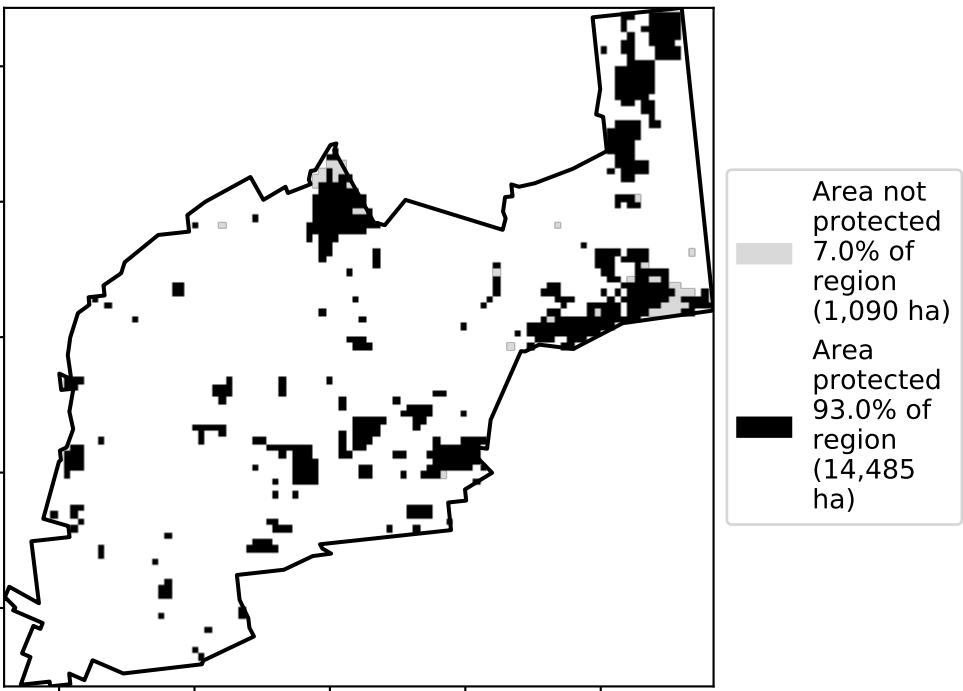 Area not
protected
7.0% of
region
(1,090 ha)
Area
protected
93.0% of
region
(14,485
ha)